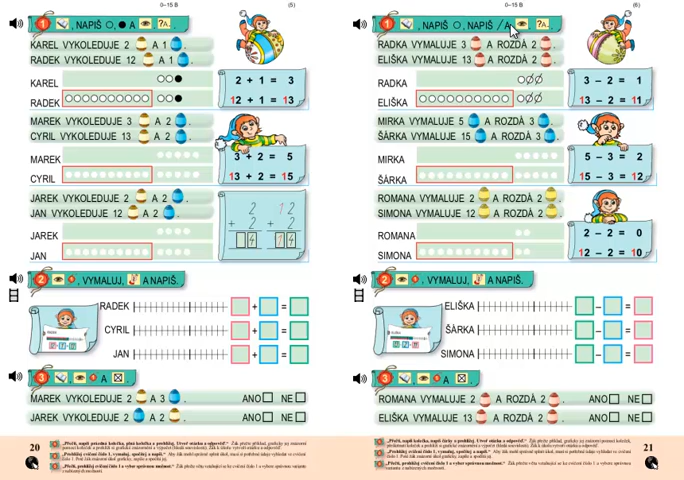 0–15 B
(5)
1 , NAPIŠ ○, ● A ?A.
KAREL VYKOLEDUJE 2 A 1 .
RADEK VYKOLEDUJE 12 A 1 .
KAREL
RADEK
2 + 1 = 3
12 + 1 = 13
MAREK VYKOLEDUJE 3 A 2 .
CYRIL VYKOLEDUJE 13 A 2 .
MAREK
CYRIL
3 + 2 = 5
13 + 2 = 15
JAREK VYKOLEDUJE 2 A 2 .
JAN VYKOLEDUJE 12 A 2 .
JAREK
JAN
2 12
+ 2 + 2
4 14
2 , VYMALUJ, A NAPIŠ.
RADEK + =
CYRIL + =
JAN + =
3 A
MAREK VYKOLEDUJE 2 A 3 . ANO NE
JAREK VYKOLEDUJE 2 A 2 . ANO NE
20
0–15 B
(6)
1 , NAPIŠ ○, NAPIŠ / A ?A.
RADKA VYMALUJE 3 A ROZDÁ 2 .
ELIŠKA VYMALUJE 13 A ROZDÁ 2 .
RADKA
ELIŠKA
3 – 2 = 1
13 – 2 = 11
MIRKA VYMALUJE 5 A ROZDÁ 3 .
ŠÁRKA VYMALUJE 15 A ROZDÁ 3 .
MIRKA
ŠÁRKA
5 – 3 = 2
15 – 3 = 12
ROMANA VYMALUJE 2 A ROZDÁ 2 .
SIMONA VYMALUJE 12 A ROZDÁ 2 .
ROMANA
SIMONA
2 – 2 = 0
12 – 2 = 10
2 , VYMALUJ, A NAPIŠ.
ELIŠKA – =
ŠÁRKA – =
SIMONA – =
3 A
ROMANA VYMALUJE 2 A ROZDÁ 2 . ANO NE
ELIŠKA VYMALUJE 13 A ROZDÁ 2 . ANO NE
21